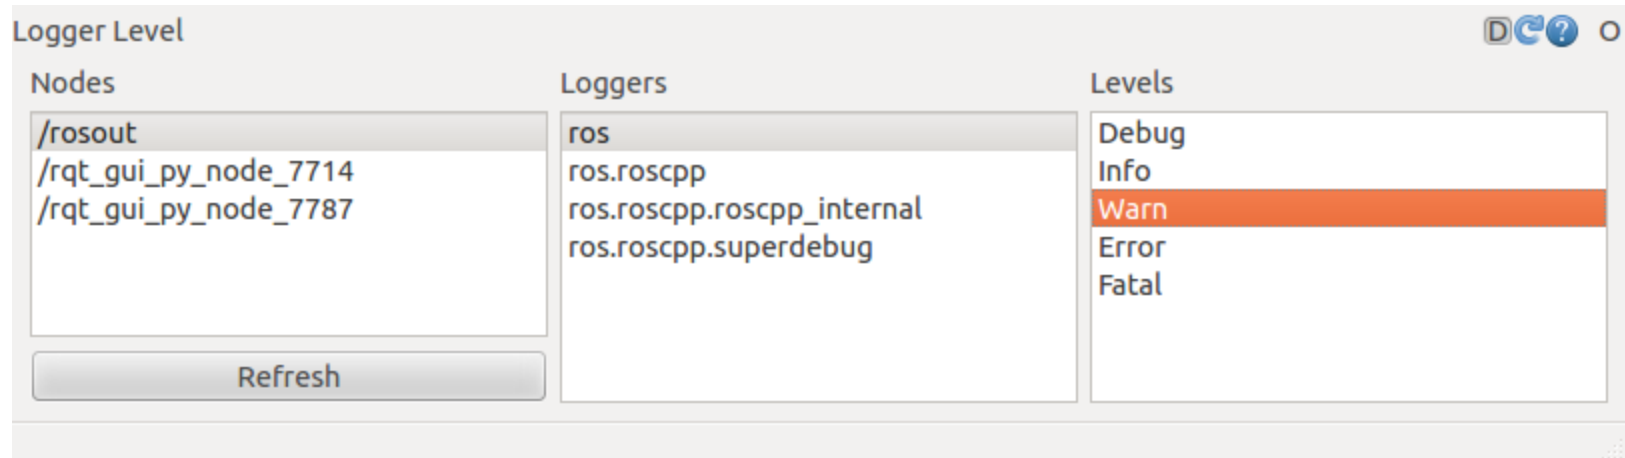 Logger Level
D ? O
Nodes
/rosout
/rqt_gui_py_node_7714
/rqt_gui_py_node_7787
Refresh
Loggers
ros
ros.roscpp
ros.roscpp.roscpp_internal
ros.roscpp.superdebug
Levels
Debug
Info
Warn
Error
Fatal